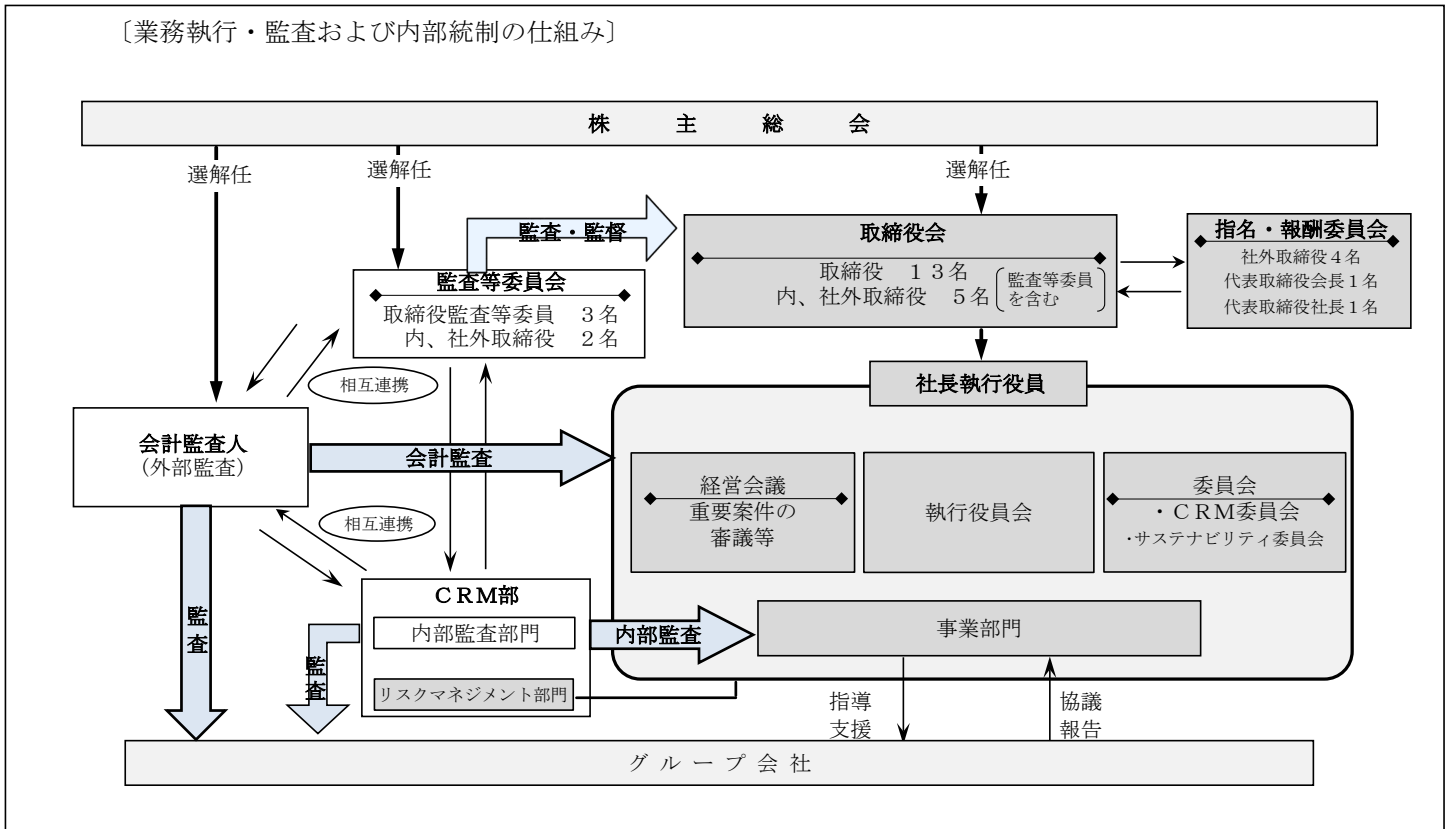 〔業務執行・監査および内部統制の仕組み〕
株主総会
選解任
選解任
選解任
監査・監督
取締役会
取締役 13名
内、社外取締役 5名
監査等委員
を含む
指名・報酬委員会
社外取締役4名
代表取締役会長1名
代表取締役社長1名
監査等委員会
取締役監査等委員 3名
内、社外取締役 2名
相互連携
社長執行役員
会計監査人
(外部監査)
会計監査
経営会議
重要案件の
審議等
執行役員会
委員会
・CRM委員会
・サステナビリティ委員会
相互連携
CRM部
内部監査部門
リスクマネジメント部門
内部監査
事業部門
監査
監査
指導
支援
協議
報告
グループ会社